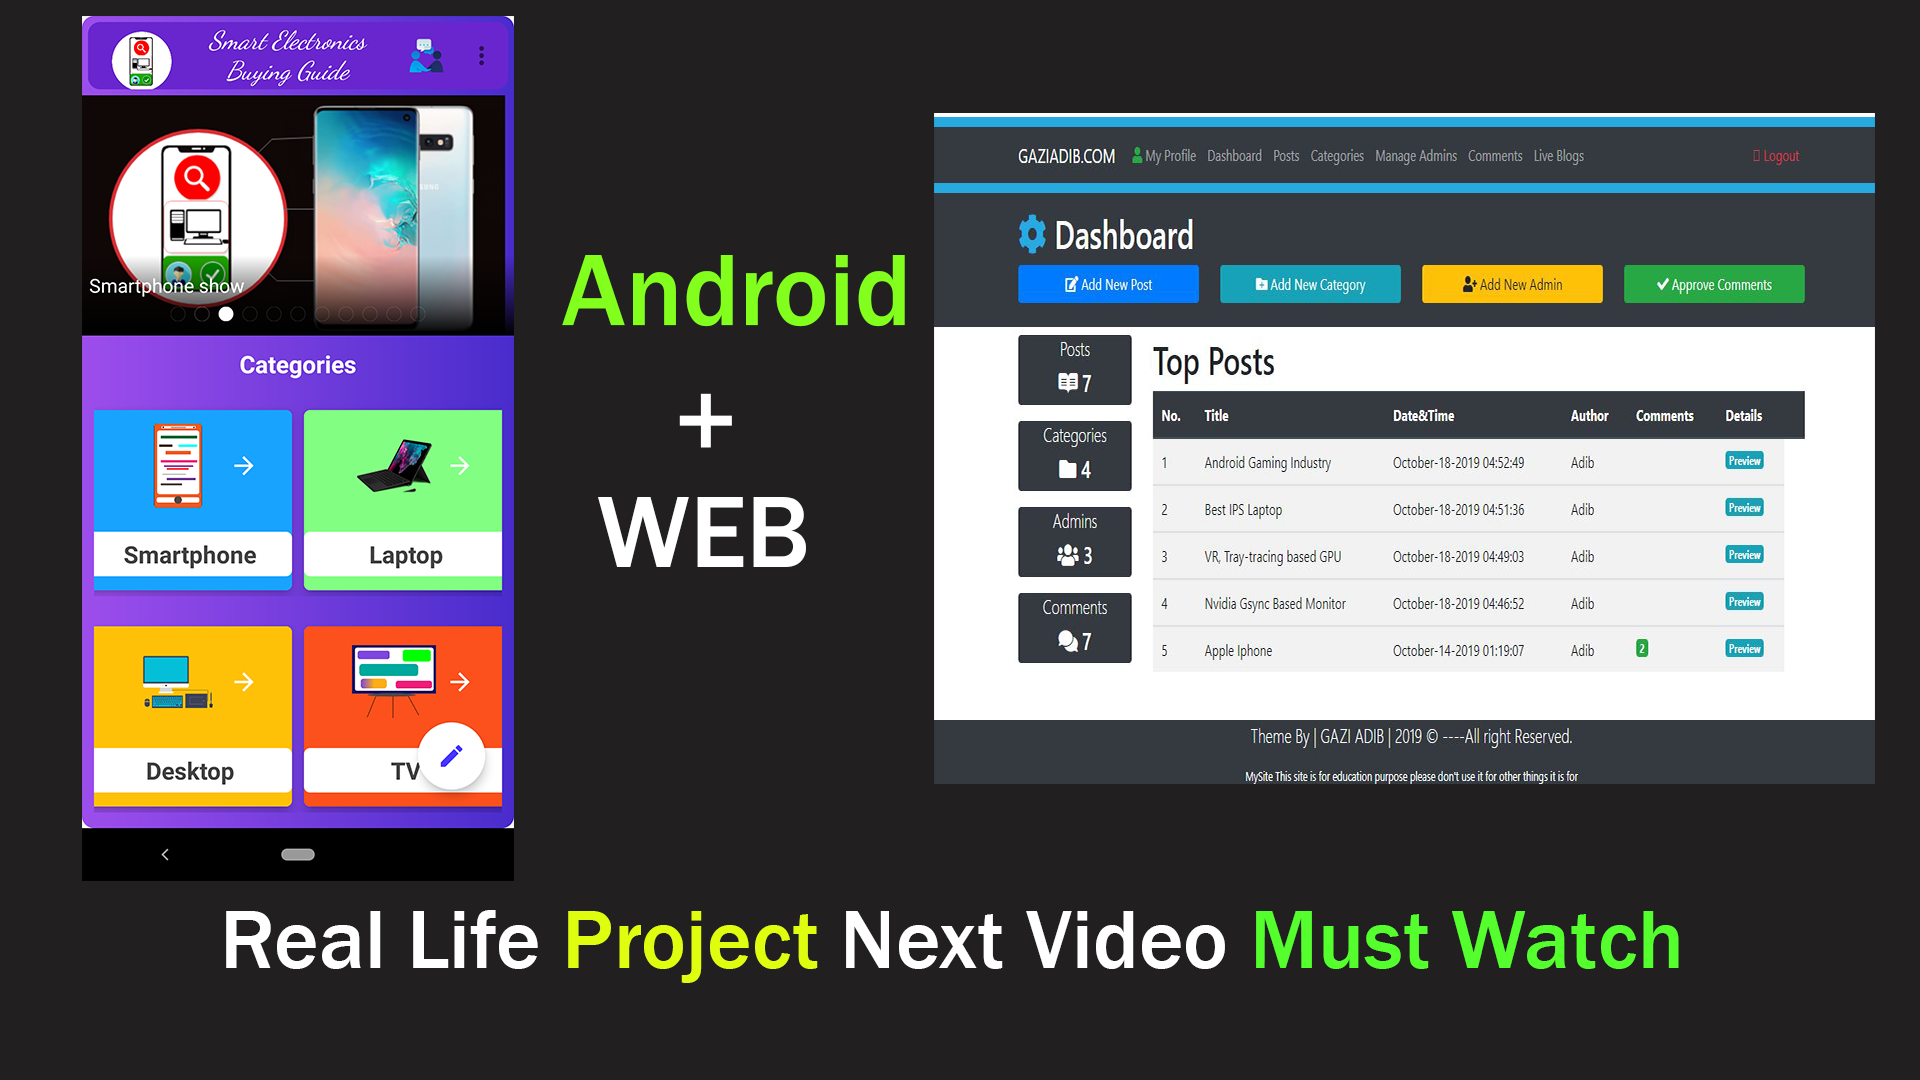 Smart Electronics
Buying Guide
SAMSUNG
Smartphone show
Categories
Smartphone
Laptop
Desktop
TV
Android
+
WEB
GAZIADIB.COM My Profile Dashboard Posts Categories Manage Admins Comments Live Blogs Logout
Dashboard
Add New Post Add New Category Add New Admin Approve Comments
Posts
7
Categories
4
Admins
3
Comments
7
Top Posts
No. Title Date&Time Author Comments Details
1 Android Gaming Industry October-18-2019 04:52:49 Adib Preview
2 Best IPS Laptop October-18-2019 04:51:36 Adib Preview
3 VR, Tray-tracing based GPU October-18-2019 04:49:03 Adib Preview
4 Nvidia Gsync Based Monitor October-18-2019 04:46:52 Adib Preview
5 Apple Iphone October-14-2019 01:19:07 Adib 2 Preview
Theme By | GAZI ADIB | 2019 © ----All right Reserved.
MySite This site is for education purpose please don't use it for other things it is for
Real Life Project Next Video Must Watch